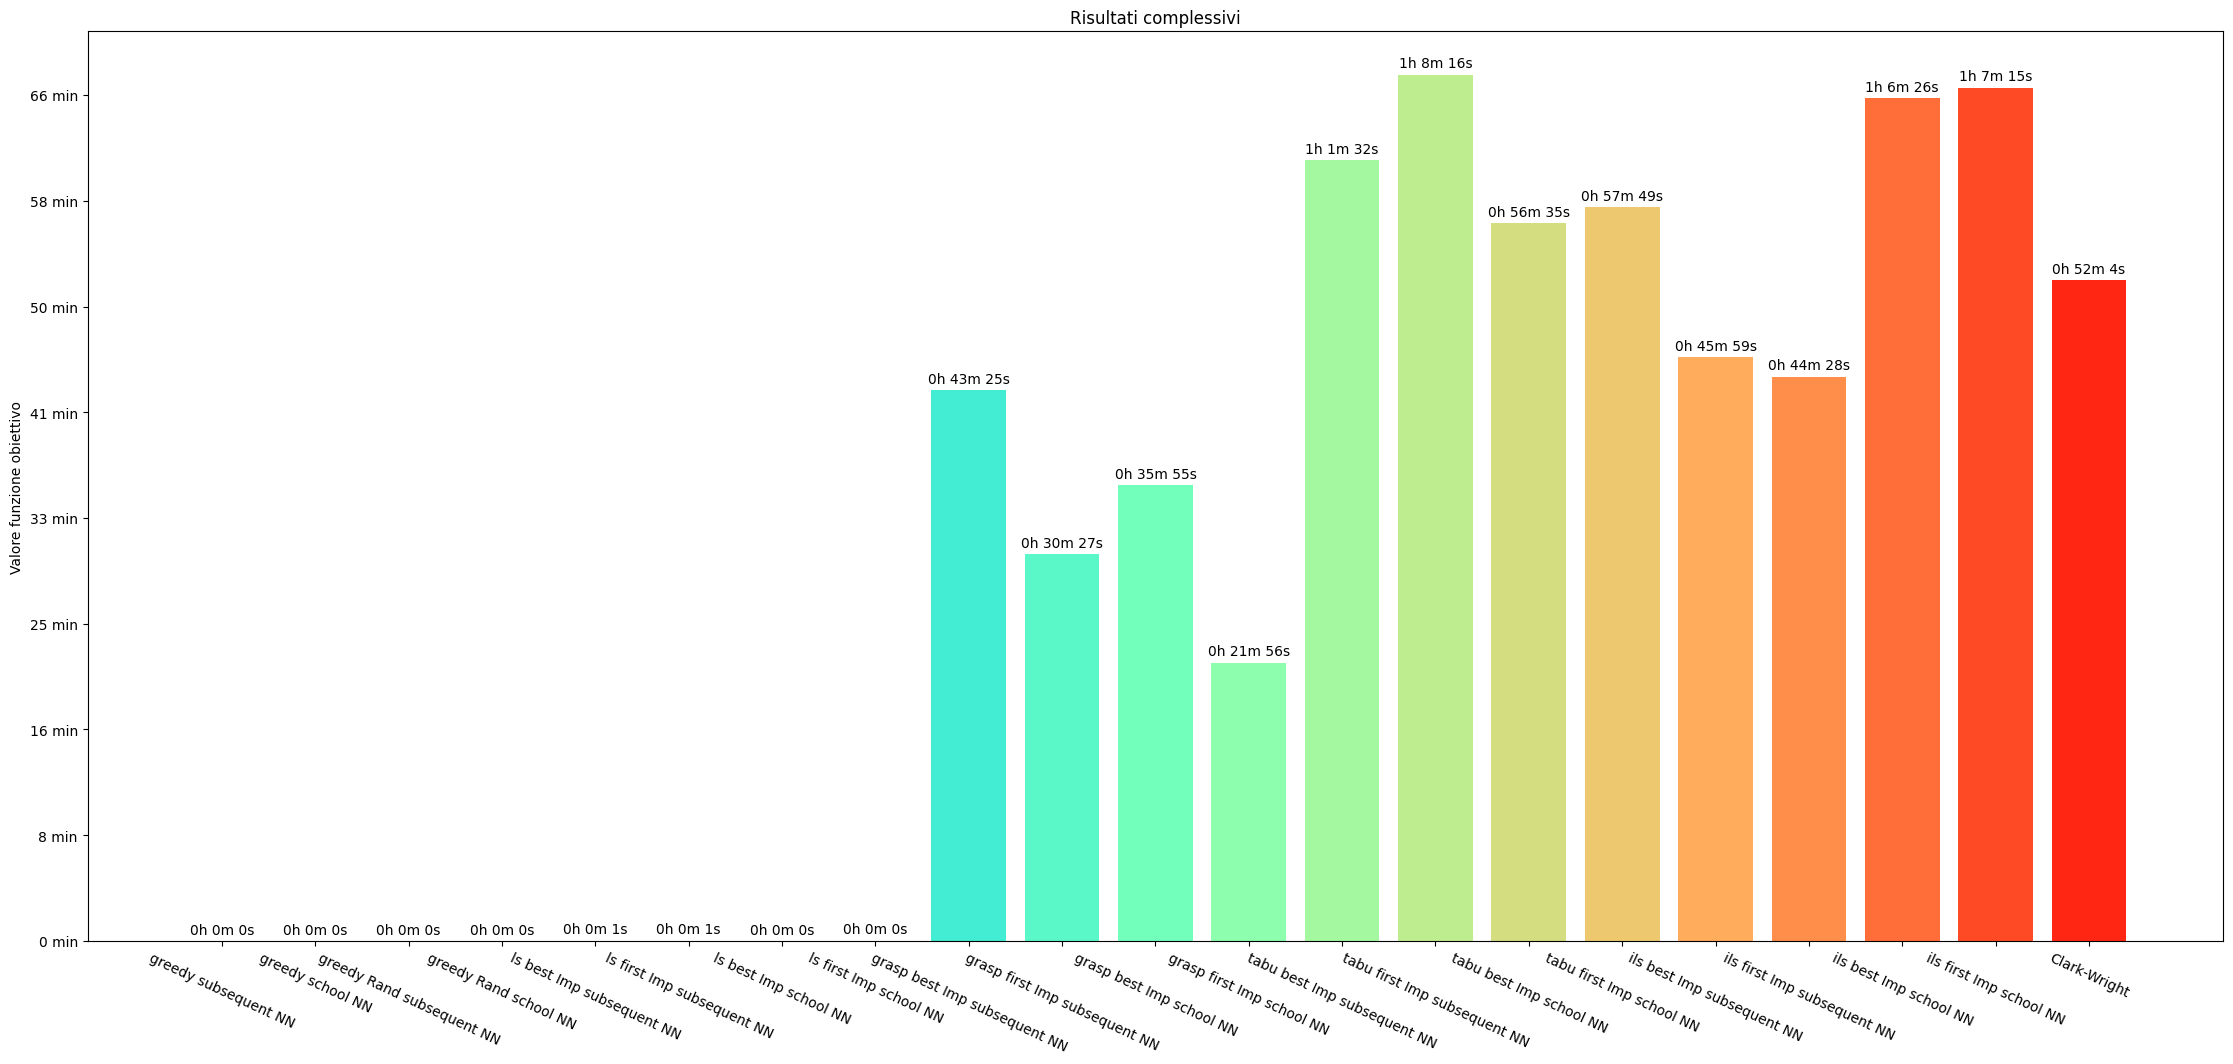 Risultati complessivi
Valore funzione obiettivo
66 min
58 min
50 min
41 min
33 min
25 min
16 min
8 min
0 min
0h 0m 0s
0h 0m 0s
0h 0m 0s
0h 0m 0s
0h 0m 1s
0h 0m 1s
0h 0m 0s
0h 0m 0s
0h 43m 25s
0h 30m 27s
0h 35m 55s
0h 21m 56s
1h 1m 32s
1h 8m 16s
0h 56m 35s
0h 57m 49s
0h 45m 59s
0h 44m 28s
1h 6m 26s
1h 7m 15s
0h 52m 4s
greedy subsequent NN
greedy school NN
greedy Rand subsequent NN
greedy Rand school NN
ls best Imp subsequent NN
ls first Imp subsequent NN
ls best Imp school NN
ls first Imp school NN
grasp best Imp subsequent NN
grasp first Imp subsequent NN
grasp best Imp school NN
grasp first Imp school NN
tabu best Imp subsequent NN
tabu first Imp subsequent NN
tabu best Imp school NN
tabu first Imp school NN
ils best Imp subsequent NN
ils first Imp subsequent NN
ils best Imp school NN
ils first Imp school NN
Clark-Wright